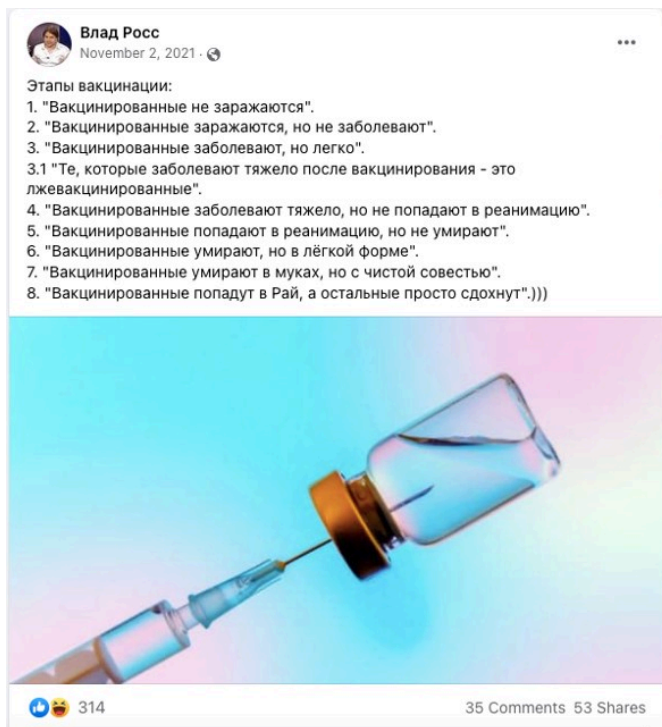 Влад Росс
November 2, 2021 ·
Этапы вакцинации:
1. "Вакцинированные не заражаются".
2. "Вакцинированные заражаются, но не заболевают".
3. "Вакцинированные заболевают, но легко".
3.1 "Те, которые заболевают тяжело после вакцинирования - это
лжевакцинированные".
4. "Вакцинированные заболевают тяжело, но не попадают в реанимацию".
5. "Вакцинированные попадают в реанимацию, но не умирают".
6. "Вакцинированные умирают, но в лёгкой форме".
7. "Вакцинированные умирают в муках, но с чистой совестью".
8. "Вакцинированные попадут в Рай, а остальные просто сдохнут".)))
314
35 Comments 53 Shares